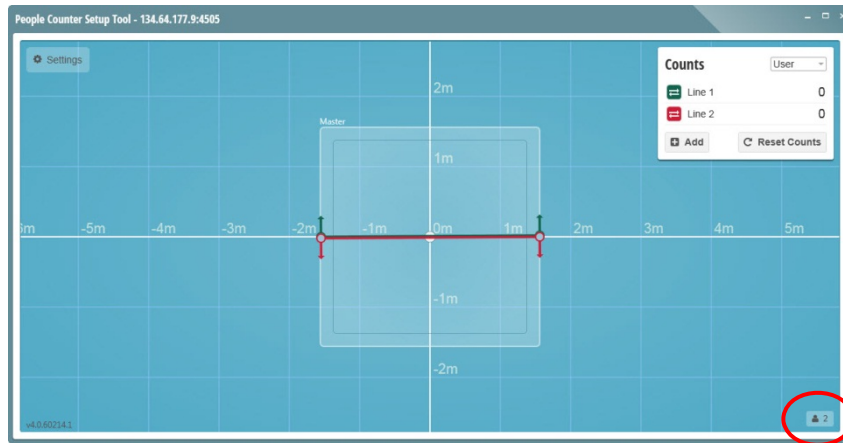 People Counter Setup Tool - 134.64.177.9:4505
Settings
Counts
User
Line 1 0
Line 2 0
Add Reset Counts
2m
Master
1m
-5m -4m -3m -2m -1m 0m 1m 2m 3m 4m 5m
-1m
-2m
v4.0.60214.1
2